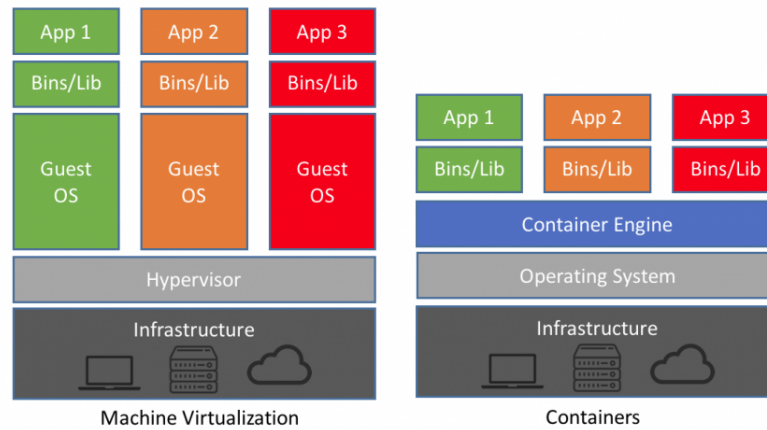 App 1
App 2
App 3
Bins/Lib
Bins/Lib
Bins/Lib
Guest
OS
Guest
OS
Guest
OS
Hypervisor
Infrastructure
Machine Virtualization
App 1
App 2
App 3
Bins/Lib
Bins/Lib
Bins/Lib
Container Engine
Operating System
Infrastructure
Containers